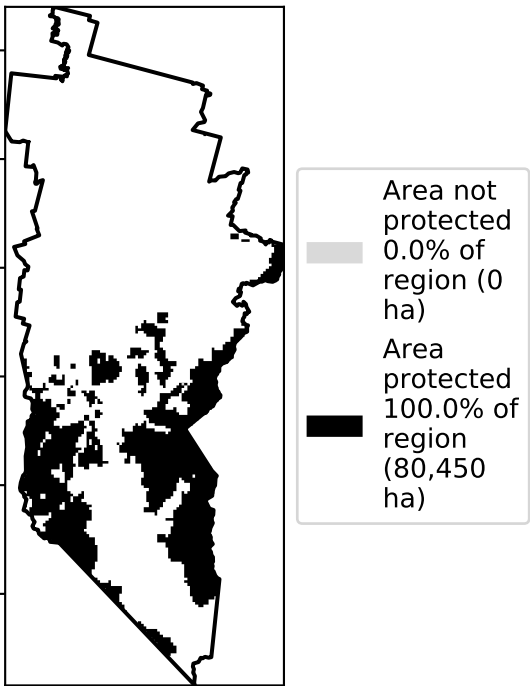 Area not
protected
0.0% of
region (0
ha)
Area
protected
100.0% of
region
(80,450
ha)